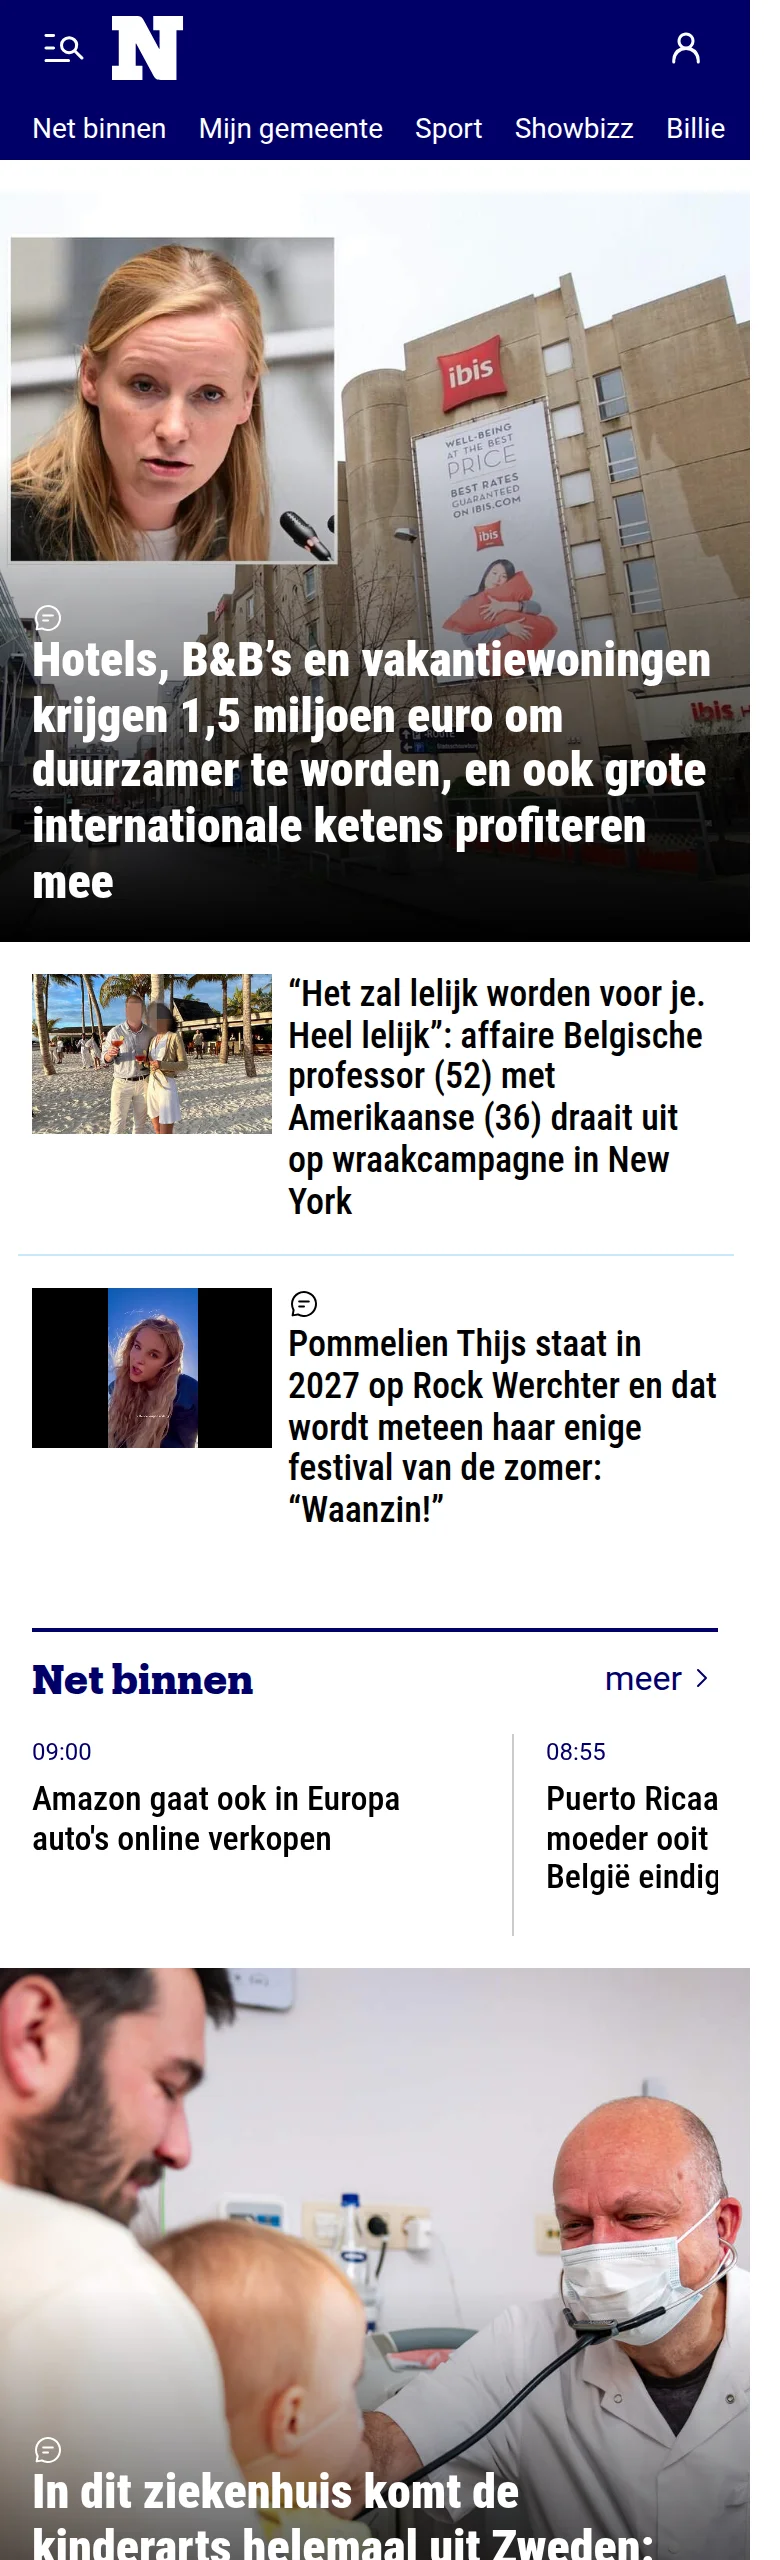 N
Net binnen Mijn gemeente Sport Showbizz Billie
ibis
WELL-BEING
AT THE BEST
PRICE
BEST RATES
GUARANTEED
ON IBIS.COM
ibis
ibis H
-ROUTE
Hotels, B&B’s en vakantiewoningen
krijgen 1,5 miljoen euro om
duurzamer te worden, en ook grote
internationale ketens profiteren
mee
“Het zal lelijk worden voor je.
Heel lelijk”: affaire Belgische
professor (52) met
Amerikaanse (36) draait uit
op wraakcampagne in New
York
Pommelien Thijs staat in
2027 op Rock Werchter en dat
wordt meteen haar enige
festival van de zomer:
“Waanzin!”
Net binnen meer
09:00
Amazon gaat ook in Europa
auto's online verkopen
08:55
Puerto Ricaa
moeder ooit
België eindig
In dit ziekenhuis komt de
kinderarts helemaal uit Zweden: